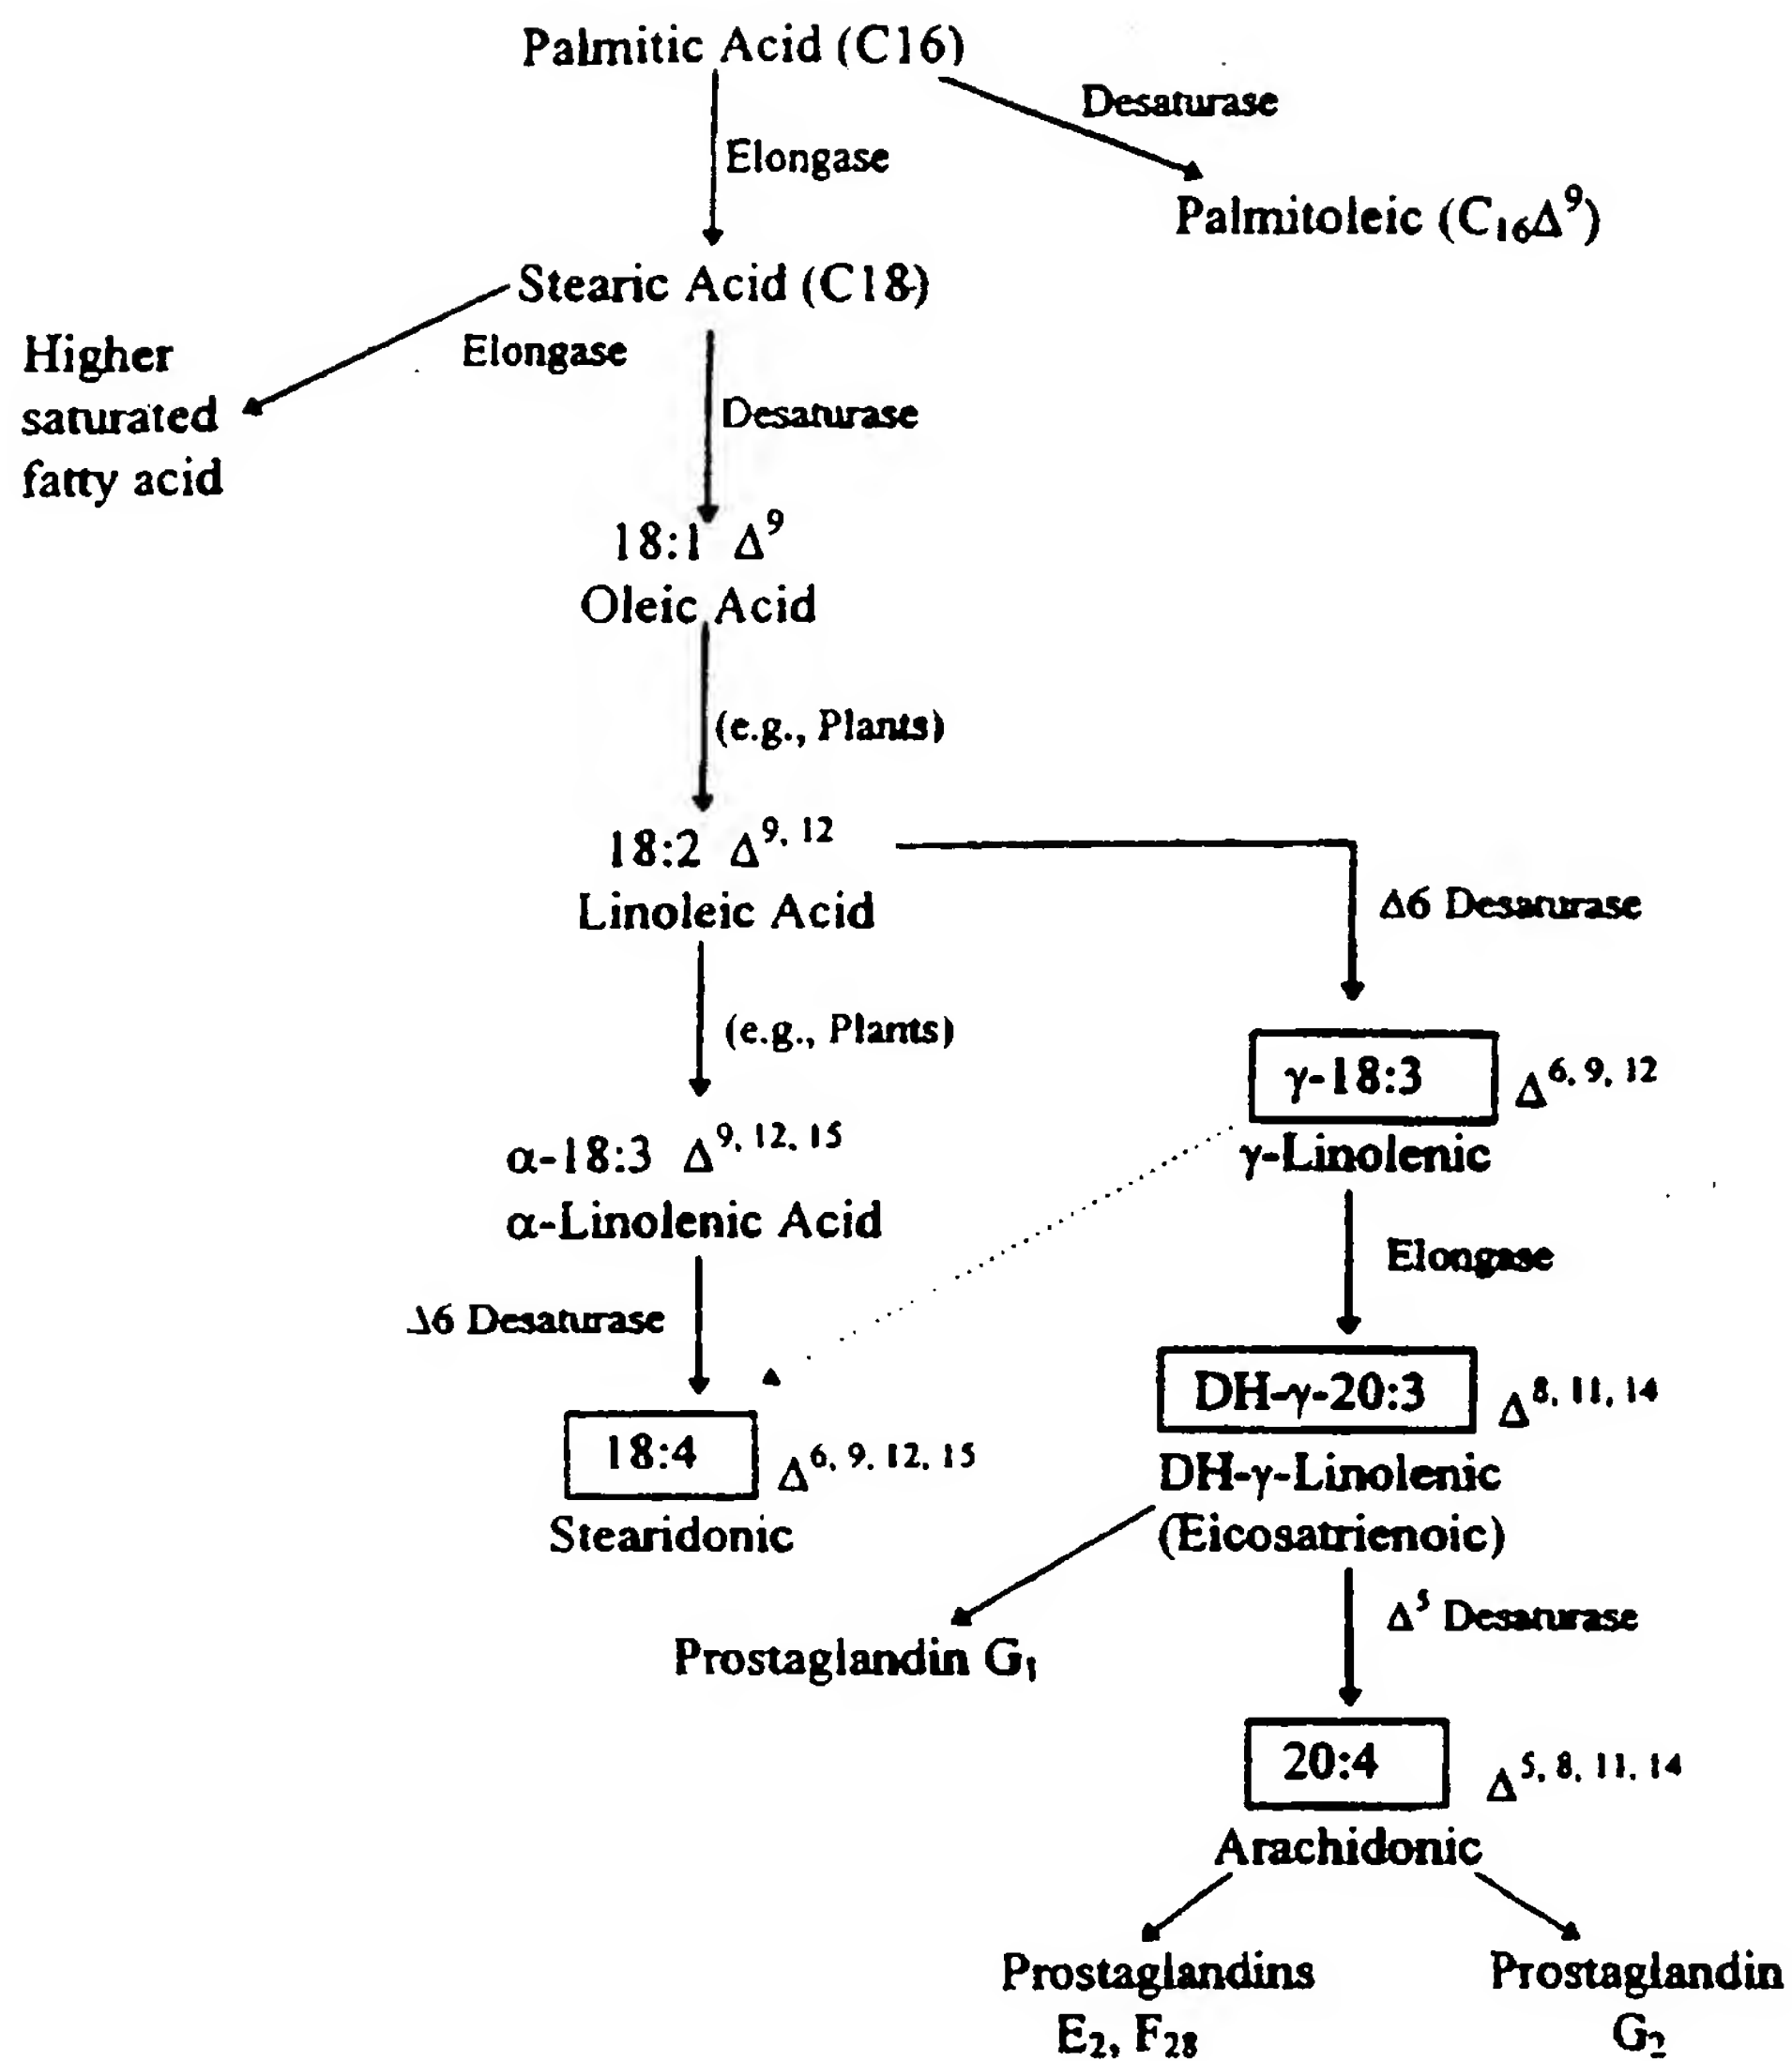 Palmitic Acid (C16)
Desaturase
Elongase
Palmitoleic (C₁₆Δ⁹)
Stearic Acid (C18)
Higher
saturated
fatty acid
Elongase
Desaturase
18:1 Δ⁹
Oleic Acid
(e.g., Plants)
18:2 Δ⁹, ¹²
Linoleic Acid
Δ6 Desaturase
(e.g., Plants)
γ-18:3 Δ⁶, ⁹, ¹²
γ-Linolenic
α-18:3 Δ⁹, ¹², ¹⁵
α-Linolenic Acid
Elongase
Δ6 Desaturase
DH-γ-20:3 Δ⁸, ¹¹, ¹⁴
DH-γ-Linolenic
(Eicosatrienoic)
18:4 Δ⁶, ⁹, ¹², ¹⁵
Stearidonic
Δ⁵ Desaturase
Prostaglandin G₁
20:4 Δ⁵, ⁸, ¹¹, ¹⁴
Arachidonic
Prostaglandins
E₂, F₂₈
Prostaglandin
G₂